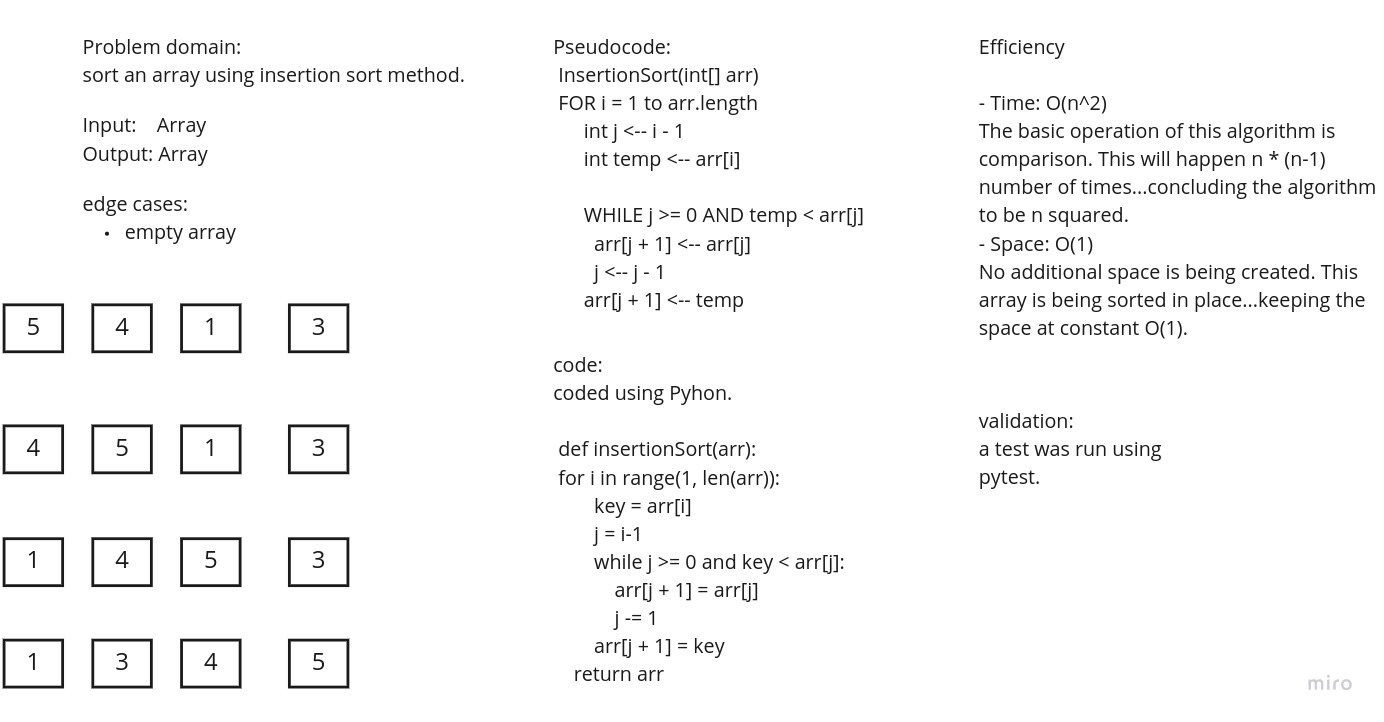 Problem domain:
sort an array using insertion sort method.
Input: Array
Output: Array
edge cases:
• empty array
5 4 1 3
4 5 1 3
1 4 5 3
1 3 4 5
Pseudocode:
InsertionSort(int[] arr)
FOR i = 1 to arr.length
int j <-- i - 1
int temp <-- arr[i]
WHILE j >= 0 AND temp < arr[j]
arr[j + 1] <-- arr[j]
j <-- j - 1
arr[j + 1] <-- temp
code:
coded using Pyhon.
def insertionSort(arr):
for i in range(1, len(arr)):
key = arr[i]
j = i-1
while j >= 0 and key < arr[j]:
arr[j + 1] = arr[j]
j -= 1
arr[j + 1] = key
return arr
Efficiency
- Time: O(n^2)
The basic operation of this algorithm is
comparison. This will happen n * (n-1)
number of times...concluding the algorithm
to be n squared.
- Space: O(1)
No additional space is being created. This
array is being sorted in place...keeping the
space at constant O(1).
validation:
a test was run using
pytest.
miro